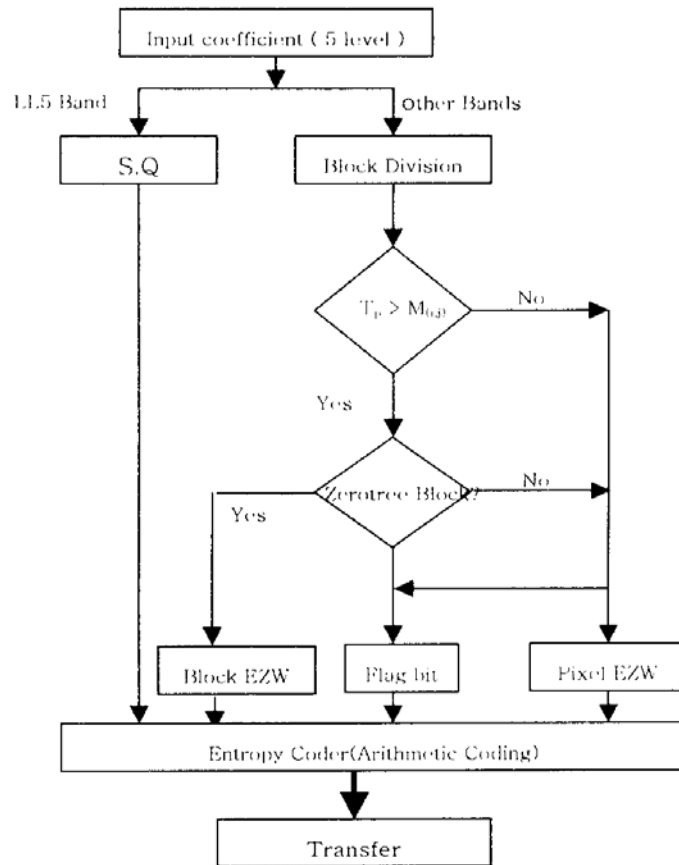 Input coefficient ( 5 level )
LL5 Band
Other Bands
S.Q
Block Division
> M(i,j)
No
Yes
Zerotree Block?
No
Yes
Block EZW
Flag bit
Pixel EZW
Entropy Coder(Arithmetic Coding)
Transfer